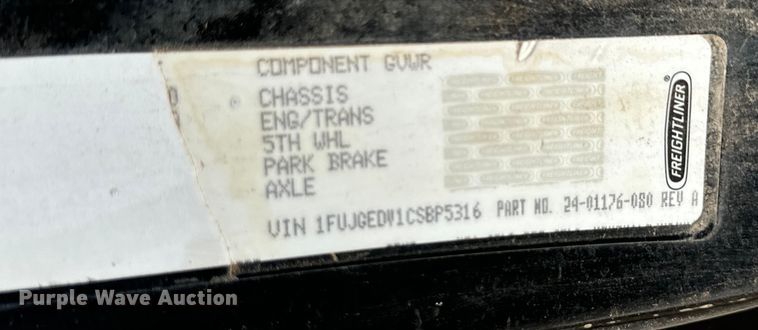 COMPONENT GVWR
CHASSIS
ENG/TRANS
5TH WHL
PARK BRAKE
AXLE
VIN 1FUJGEDV1CSBP5316 PART NO. 24-01176-080 REV A
FREIGHTLINER®
Purple Wave Auction